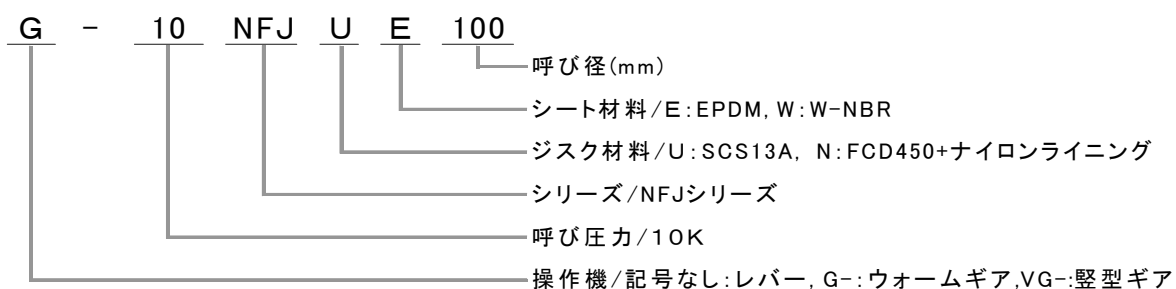 G - 10 NFJ U E 100
呼び径(mm)
シート材料/E:EPDM, W:W-NBR
ジスク材料/U:SCS13A, N:FCD450+ナイロンライニング
シリーズ/NFJシリーズ
呼び圧力/10K
操作機/記号なし:レバー, G-:ウォームギア,VG-:竪型ギア